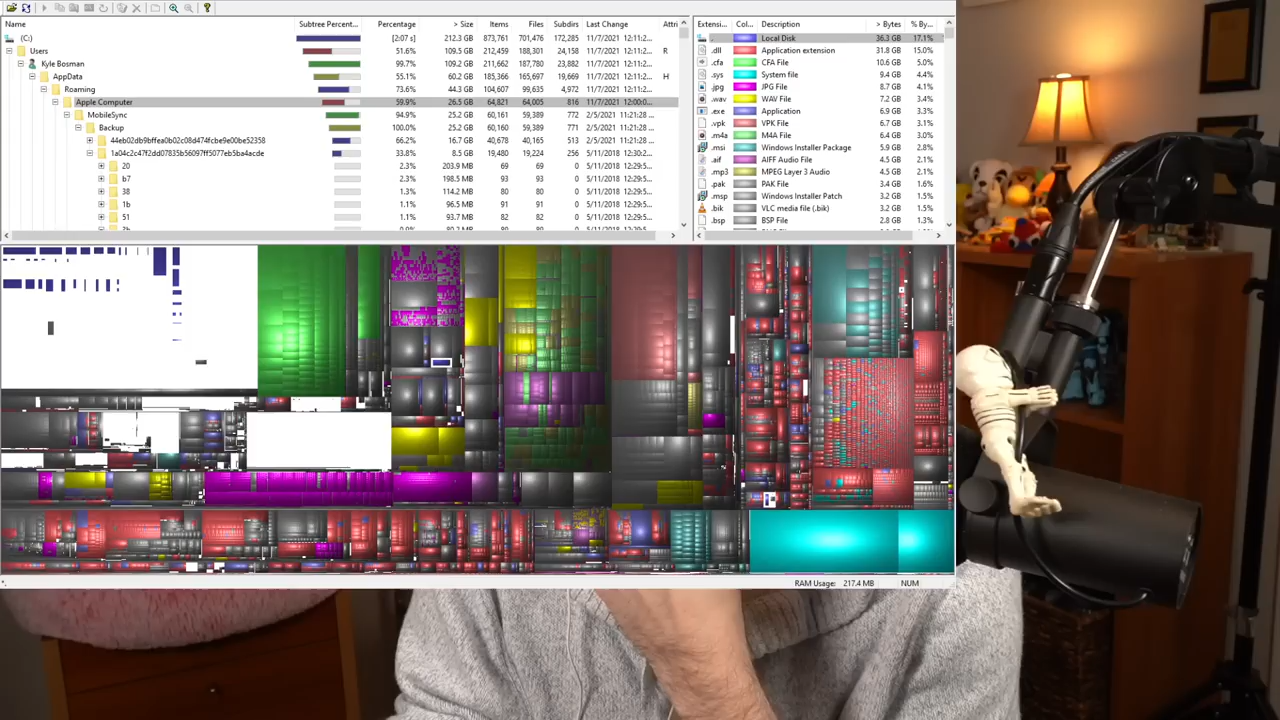 Name Subtree Percent... Percentage > Size Items Files Subdirs Last Change Attri
(C:) [2:07 s] 212.3 GB 873,761 701,476 172,285 11/7/2021 12:11:2...
Users 51.6% 109.5 GB 212,459 188,301 24,158 11/7/2021 12:11:2... R
Kyle Bosman 99.7% 109.2 GB 211,662 187,780 23,882 11/7/2021 12:11:2...
AppData 55.1% 60.2 GB 185,366 165,697 19,669 11/7/2021 12:11:2... H
Roaming 73.6% 44.3 GB 104,607 99,635 4,972 11/7/2021 12:11:2...
Apple Computer 59.9% 26.5 GB 64,821 64,005 816 11/7/2021 12:00:0...
MobileSync 94.9% 25.2 GB 60,161 59,389 772 2/5/2021 11:21:28 ...
Backup 100.0% 25.2 GB 60,160 59,389 771 2/5/2021 11:21:28 ...
44eb02db9bffea0b02c08d474fcbe9e00be52358 66.2% 16.7 GB 40,678 40,165 513 2/5/2021 11:21:28 ...
1a04c2c47f2dd07835b56097ff5077eb5ba4acde 33.8% 8.5 GB 19,480 19,224 256 5/11/2018 12:30:2...
20 2.3% 203.9 MB 69 69 0 5/11/2018 12:29:5...
b7 2.3% 198.5 MB 93 93 0 5/11/2018 12:29:5...
38 1.3% 114.2 MB 80 80 0 5/11/2018 12:29:5...
1b 1.1% 96.5 MB 91 91 0 5/11/2018 12:29:5...
51 1.1% 93.7 MB 82 82 0 5/11/2018 12:29:5...
Extensi... Col... Description > Bytes % By...
. Local Disk 36.3 GB 17.1%
.dll Application extension 31.8 GB 15.0%
.cfa CFA File 10.6 GB 5.0%
.sys System file 9.4 GB 4.4%
.jpg JPG File 8.7 GB 4.1%
.wav WAV File 7.2 GB 3.4%
.exe Application 6.9 GB 3.3%
.vpk VPK File 6.7 GB 3.2%
.m4a M4A File 6.4 GB 3.0%
.msi Windows Installer Package 5.9 GB 2.8%
.aif AIFF Audio File 4.5 GB 2.1%
.mp3 MPEG Layer 3 Audio 4.5 GB 2.1%
.pak PAK File 3.4 GB 1.6%
.msp Windows Installer Patch 3.2 GB 1.5%
.bik VLC media file (.bik) 3.2 GB 1.5%
.bsp BSP File 2.8 GB 1.3%
RAM Usage: 217.4 MB NUM